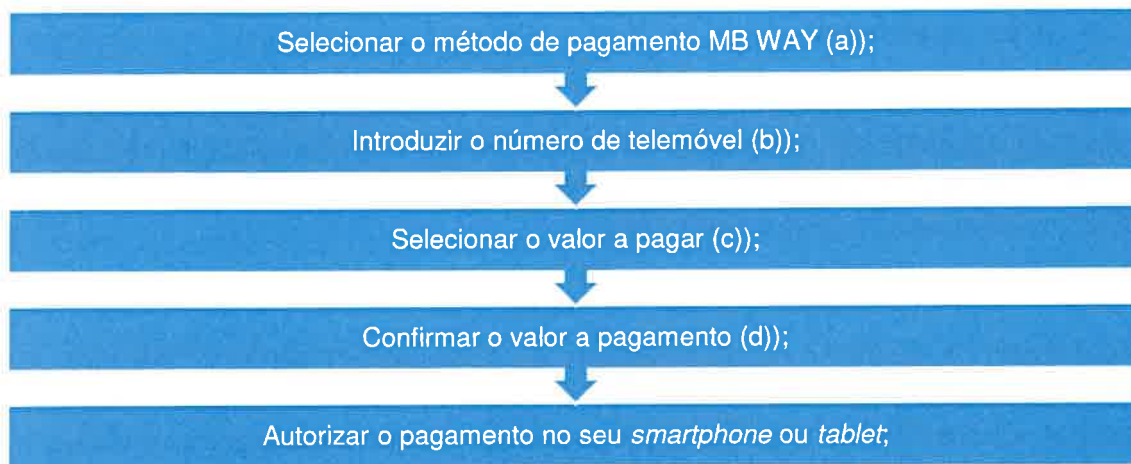 Selecionar o método de pagamento MB WAY (a));
Introduzir o número de telemóvel (b));
Selecionar o valor a pagar (c));
Confirmar o valor a pagamento (d));
Autorizar o pagamento no seu smartphone ou tablet;